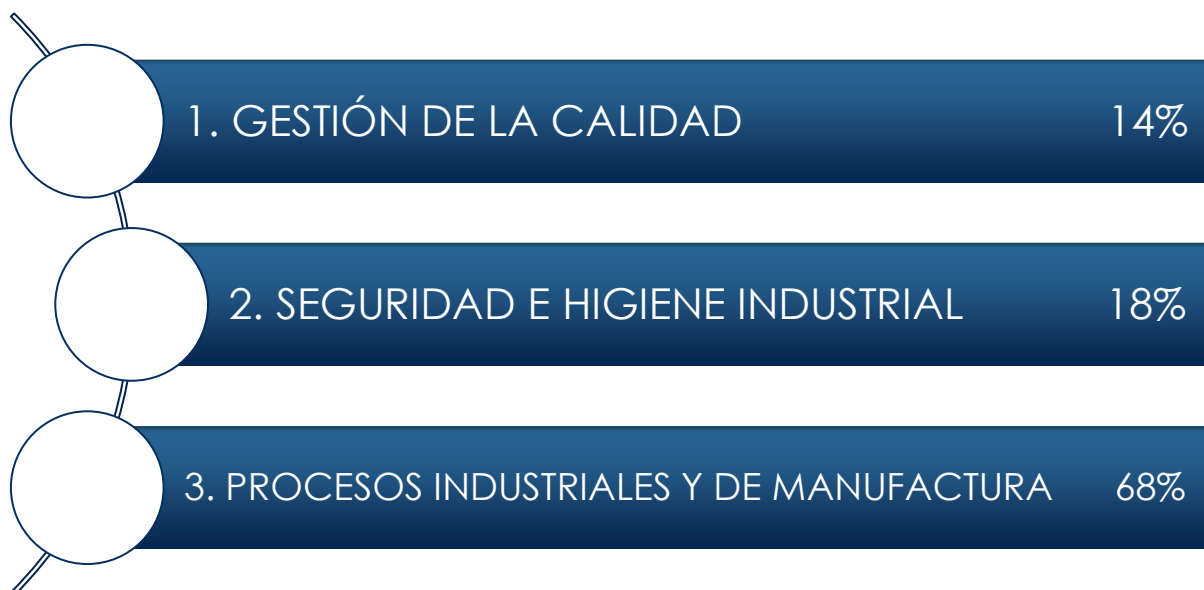 1. GESTIÓN DE LA CALIDAD 14%
2. SEGURIDAD E HIGIENE INDUSTRIAL 18%
3. PROCESOS INDUSTRIALES Y DE MANUFACTURA 68%